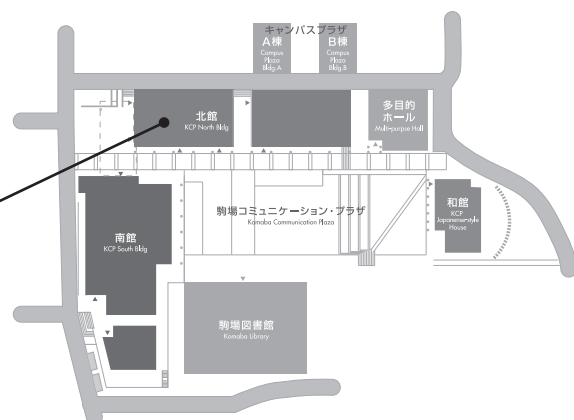 キャンパスプラザ
A棟
Campus
Plaza
Bldg.A
B棟
Campus
Plaza
Bldg.B
北館
KCP North Bldg
多目的
ホール
Multi-purpse Hall
駒場コミュニケーション・プラザ
Komaba Communication Plaza
和館
KCP
Japanense-style
House
南館
KCP South Bldg
駒場図書館
Komaba Library